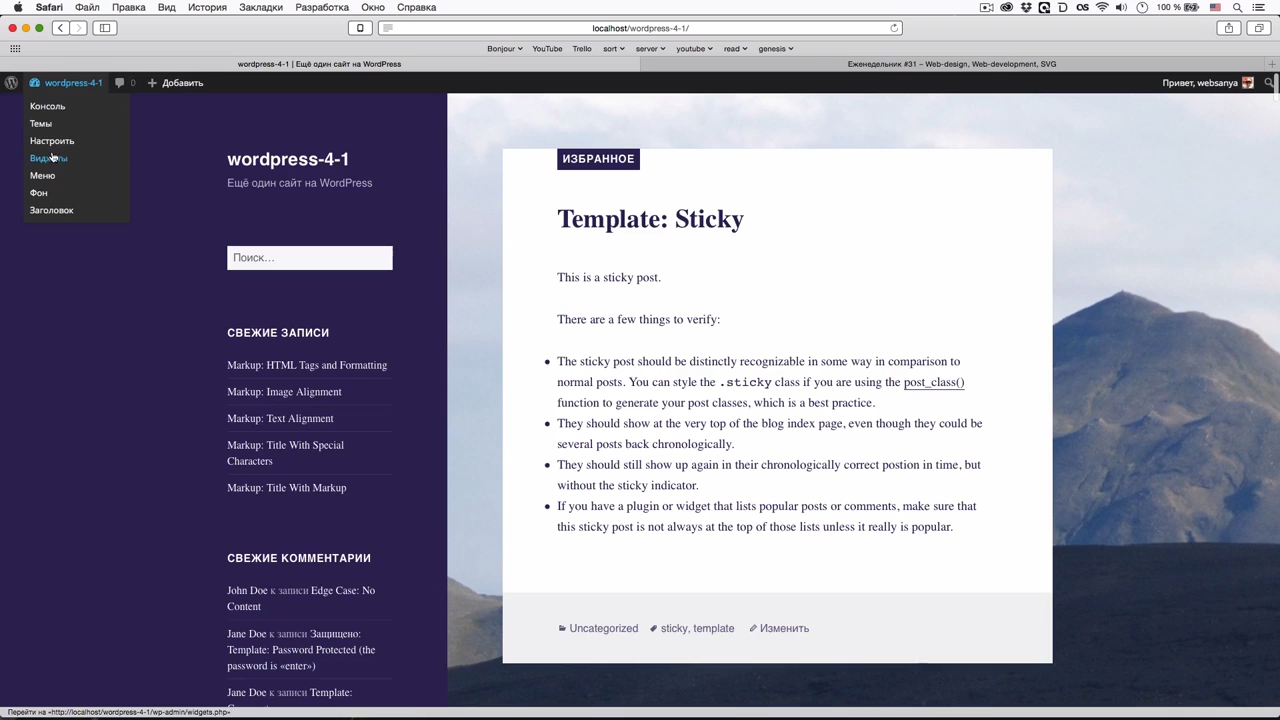 Safari Файл Правка Вид История Закладки Разработка Окно Справка 100 %
localhost/wordpress-4-1/
Bonjour YouTube Trello sort server youtube read genesis
wordpress-4-1 | Ещё один сайт на WordPress
Еженедельник #31 – Web-design, Web-development, SVG
wordpress-4-1 0 Добавить
Привет, websanya
Консоль
Темы
Настроить
Виджеты
Меню
Фон
Заголовок
wordpress-4-1
Ещё один сайт на WordPress
Поиск…
СВЕЖИЕ ЗАПИСИ
Markup: HTML Tags and Formatting
Markup: Image Alignment
Markup: Text Alignment
Markup: Title With Special
Characters
Markup: Title With Markup
СВЕЖИЕ КОММЕНТАРИИ
John Doe к записи Edge Case: No
Content
Jane Doe к записи Защищено:
Template: Password Protected (the
password is «enter»)
Jane Doe к записи Template:
ИЗБРАННОЕ
Template: Sticky
This is a sticky post.
There are a few things to verify:
• The sticky post should be distinctly recognizable in some way in comparison to
normal posts. You can style the .sticky class if you are using the post_class()
function to generate your post classes, which is a best practice.
• They should show at the very top of the blog index page, even though they could be
several posts back chronologically.
• They should still show up again in their chronologically correct postion in time, but
without the sticky indicator.
• If you have a plugin or widget that lists popular posts or comments, make sure that
this sticky post is not always at the top of those lists unless it really is popular.
Uncategorized sticky, template Изменить
Перейти на «http://localhost/wordpress-4-1/wp-admin/widgets.php»